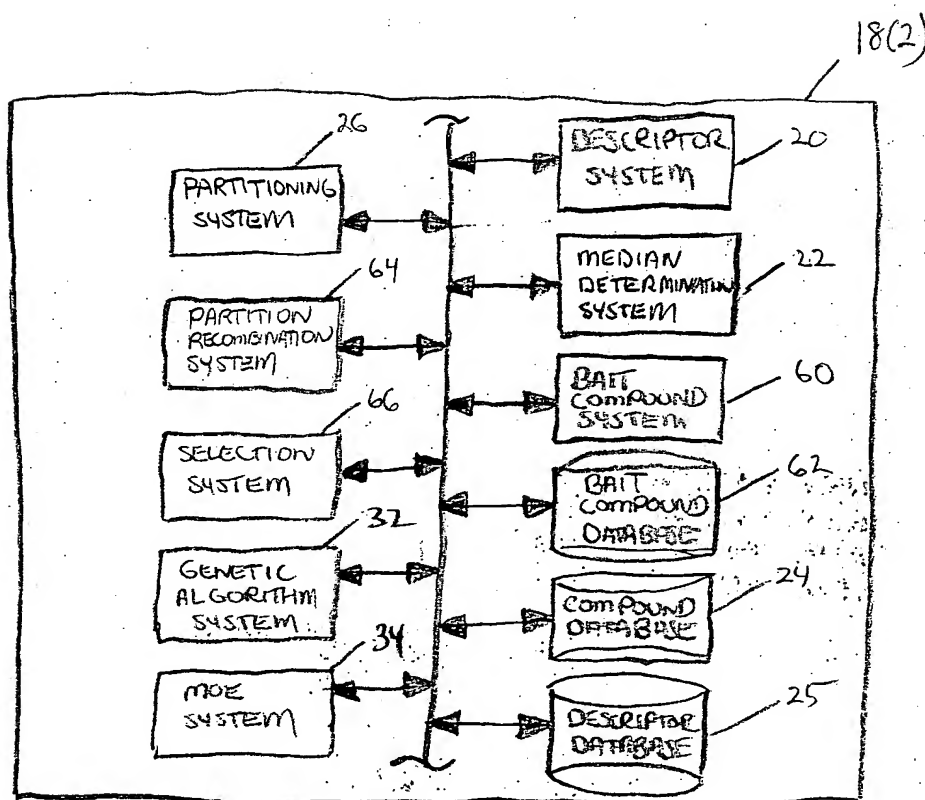 18(2)
26
PARTITIONING
SYSTEM
64
PARTITION
RECOMBINATION
SYSTEM
66
SELECTION
SYSTEM
32
GENETIC
ALGORITHM
SYSTEM
34
MOE
SYSTEM
DESCRIPTOR
SYSTEM
20
MEDIAN
DETERMINATION
SYSTEM
22
BAIT
COMPOUND
SYSTEM
60
BAIT
COMPOUND
DATABASE
62
COMPOUND
DATABASE
24
DESCRIPTOR
DATABASE
25